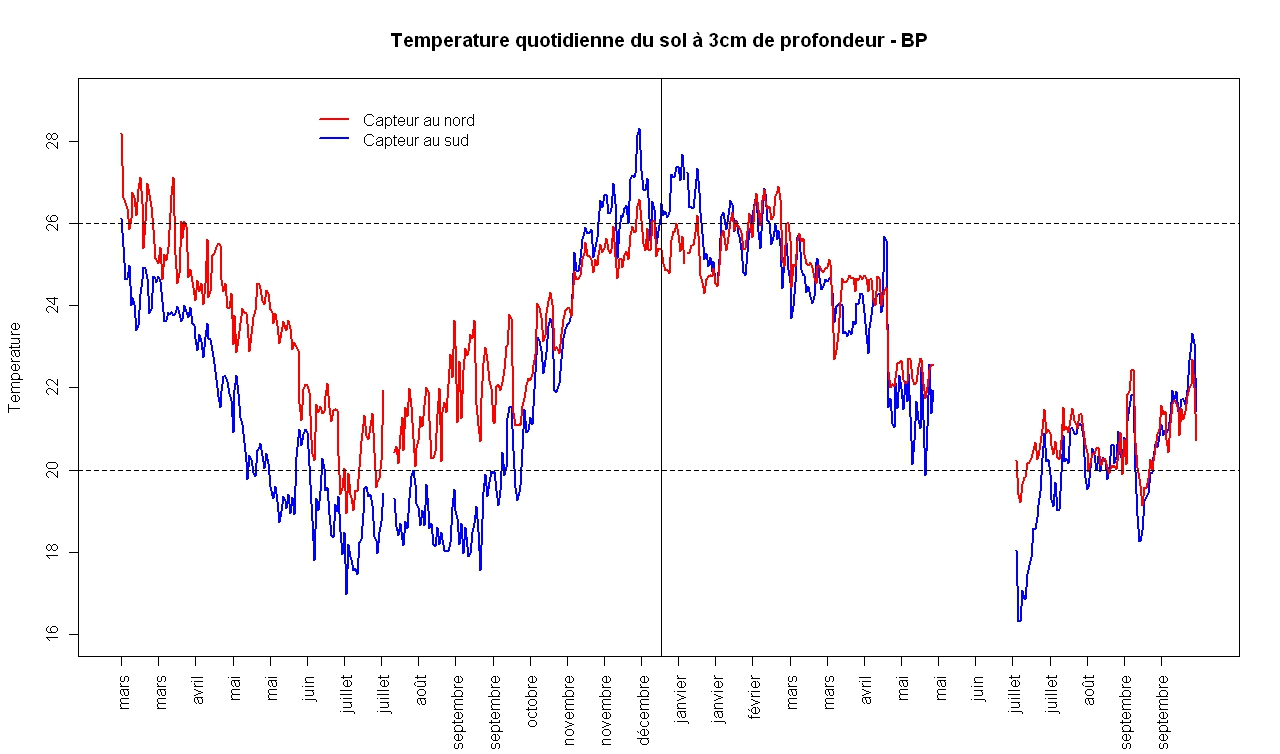 Temperature quotidienne du sol à 3cm de profondeur - BP
Capteur au nord
Capteur au sud
Temperature
28
26
24
22
20
18
16
mars
mars
avril
mai
mai
juin
juillet
juillet
août
septembre
septembre
octobre
novembre
novembre
décembre
janvier
janvier
février
mars
mars
avril
mai
mai
juin
juillet
juillet
août
septembre
septembre